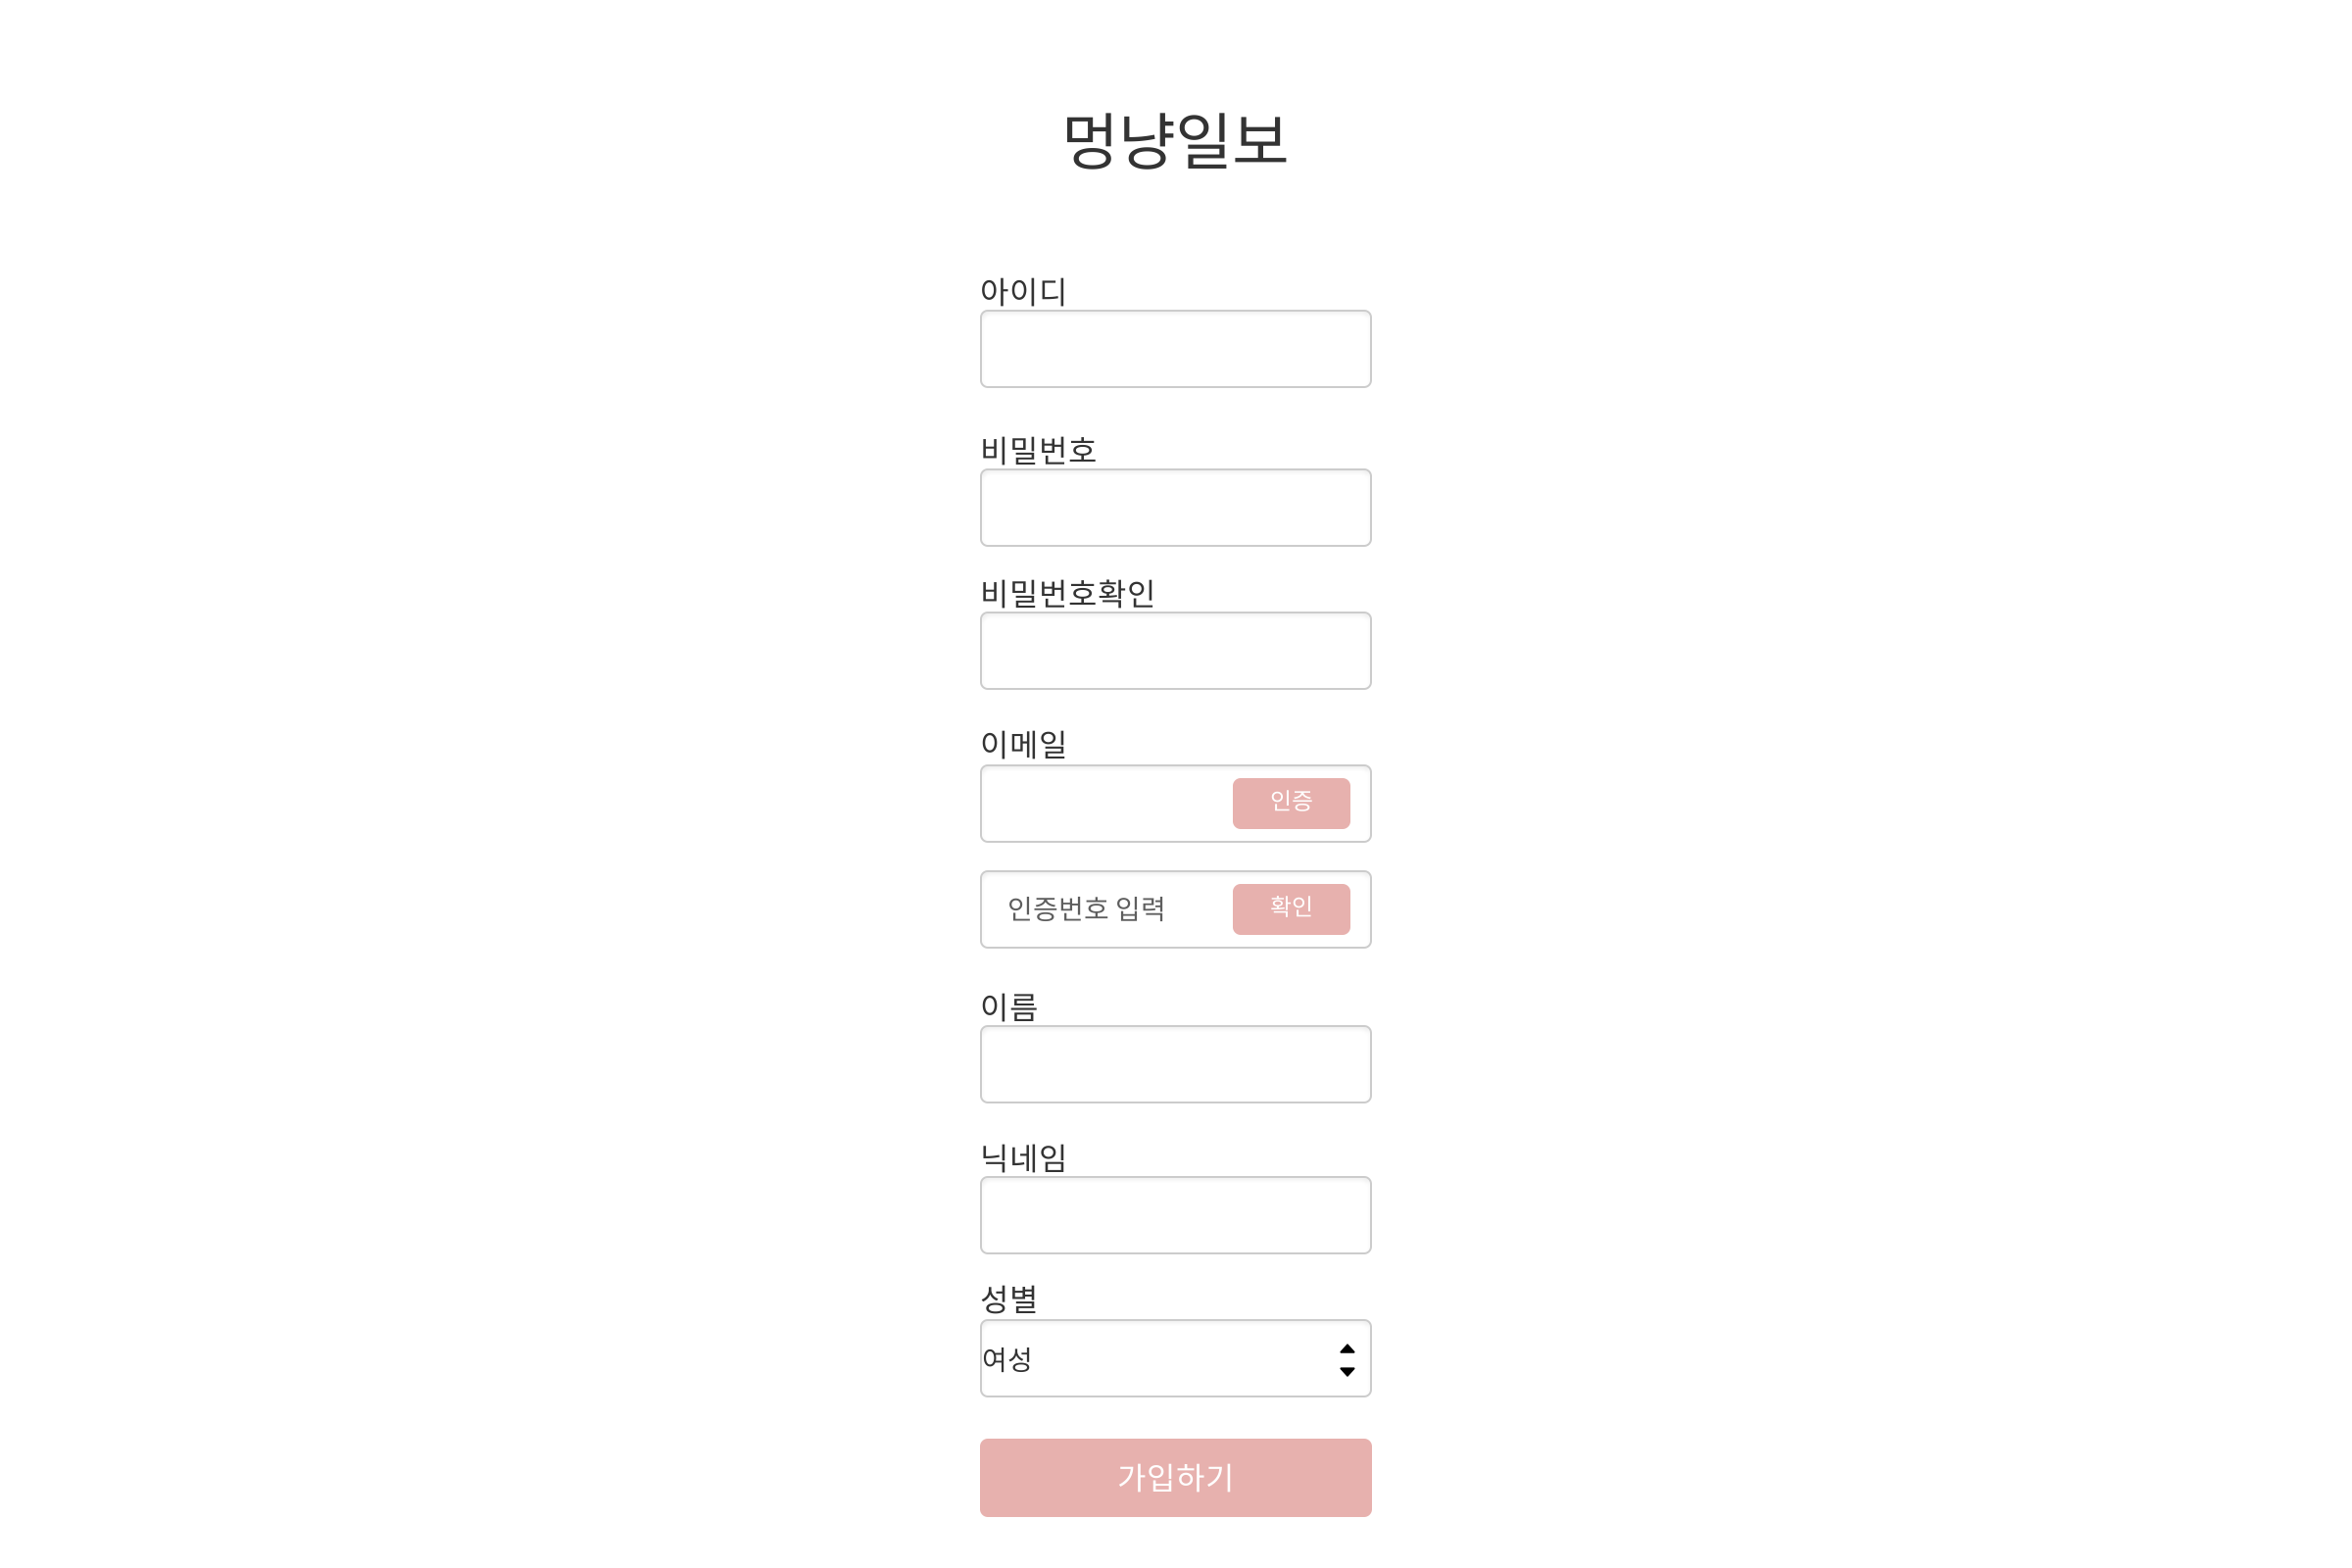 멍냥일보
아이디
비밀번호
비밀번호확인
이메일
인증
인증번호 입력 확인
이름
닉네임
성별
여성
가입하기